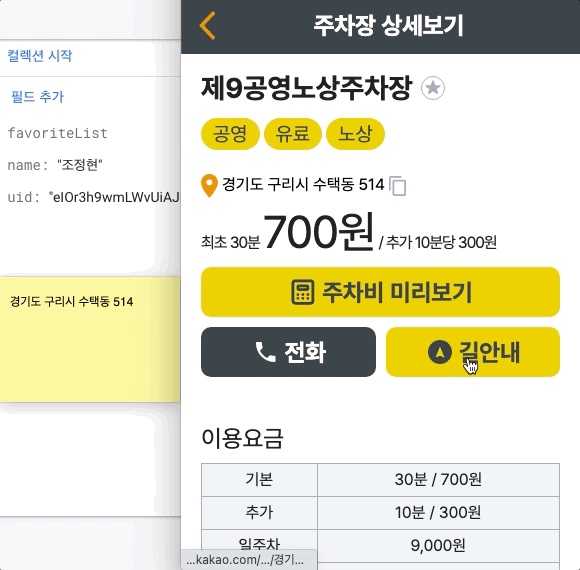 컬렉션 시작
필드 추가
favoriteList
name: "조정현"
uid: "eIOr3h9wmLWvUiAJ
경기도 구리시 수택동 514
주차장 상세보기
제9공영노상주차장
공영 유료 노상
경기도 구리시 수택동 514
최초 30분 700원 / 추가 10분당 300원
주차비 미리보기
전화 길안내
이용요금
기본 30분 / 700원
추가 10분 / 300원
일주차 9,000원
...kakao.com/.../경기...